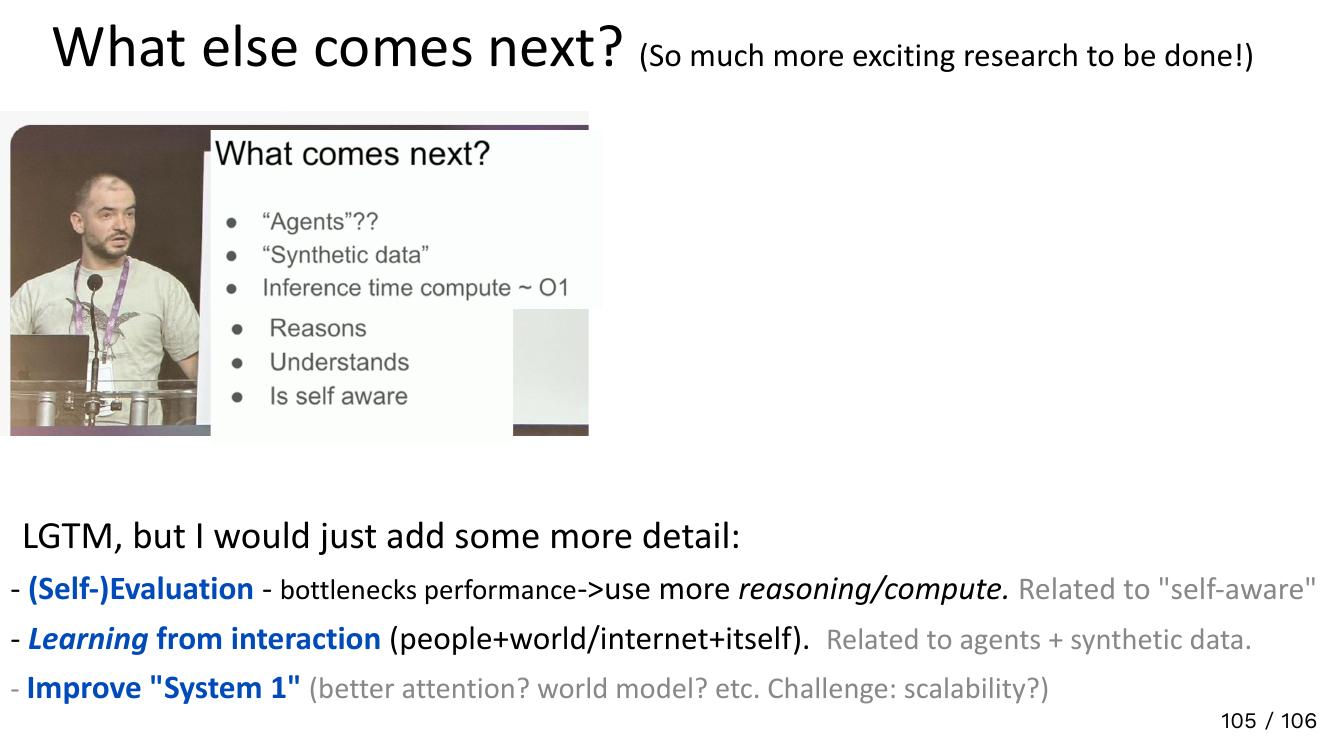 What else comes next? (So much more exciting research to be done!)
What comes next?
● “Agents”??
● “Synthetic data”
● Inference time compute ~ O1
● Reasons
● Understands
● Is self aware
LGTM, but I would just add some more detail:
- (Self-)Evaluation - bottlenecks performance->use more reasoning/compute. Related to "self-aware"
- Learning from interaction (people+world/internet+itself). Related to agents + synthetic data.
- Improve "System 1" (better attention? world model? etc. Challenge: scalability?)
105 / 106